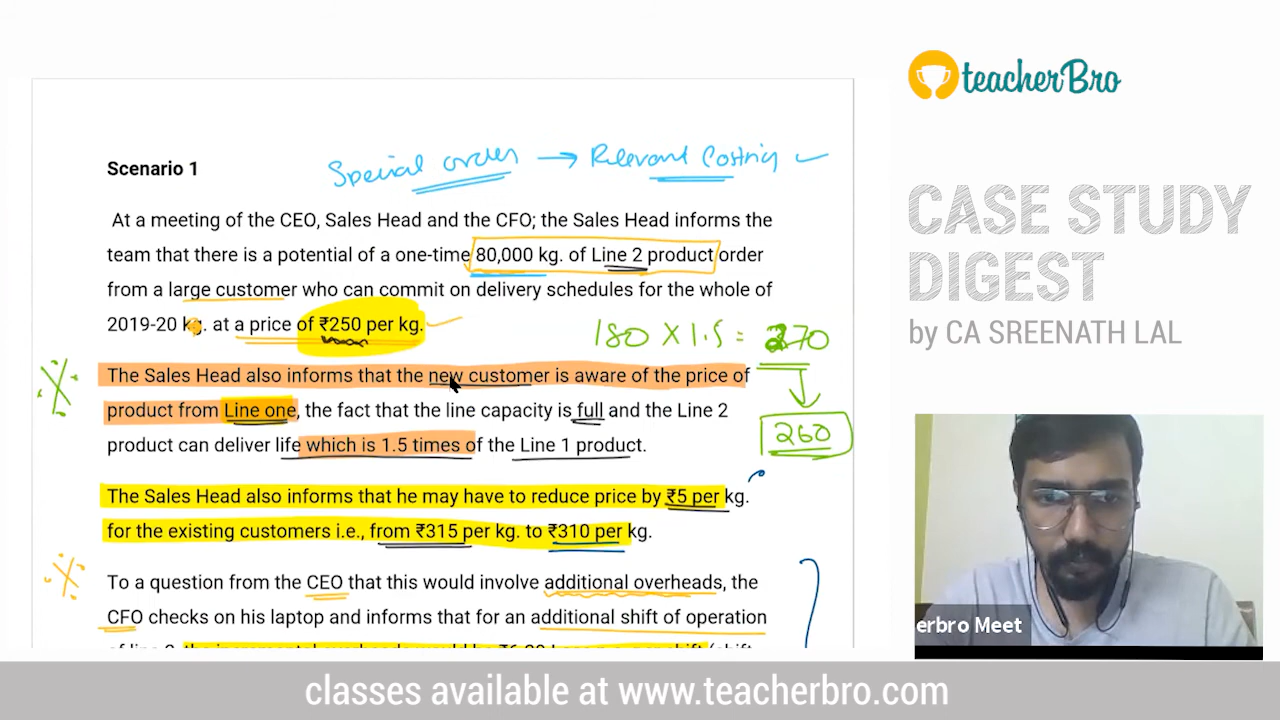 teacherBro
Special order → Relevant Costing ✓
Scenario 1
At a meeting of the CEO, Sales Head and the CFO; the Sales Head informs the
team that there is a potential of a one-time 80,000 kg. of Line 2 product order
from a large customer who can commit on delivery schedules for the whole of
2019-20 kg. at a price of ₹250 per kg.
180 X 1.5 = 270
260
The Sales Head also informs that the new customer is aware of the price of
product from Line one, the fact that the line capacity is full and the Line 2
product can deliver life which is 1.5 times of the Line 1 product.
The Sales Head also informs that he may have to reduce price by ₹5 per kg.
for the existing customers i.e., from ₹315 per kg. to ₹310 per kg.
To a question from the CEO that this would involve additional overheads, the
CFO checks on his laptop and informs that for an additional shift of operation
CASE STUDY
DIGEST
by CA SREENATH LAL
erbro Meet
classes available at www.teacherbro.com